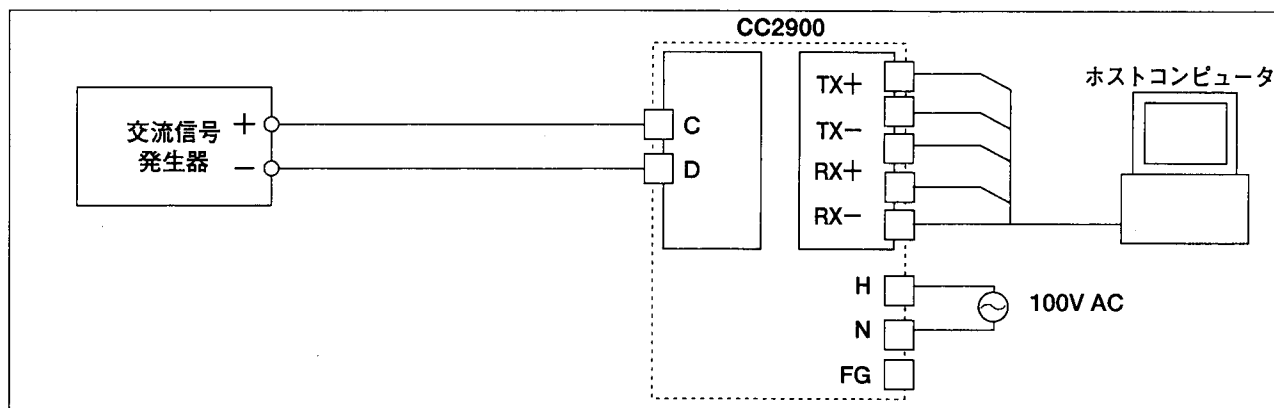 CC2900
交流信号
発生器
+
−
C
D
TX+
TX−
RX+
RX−
ホストコンピュータ
H
N
FG
100V AC